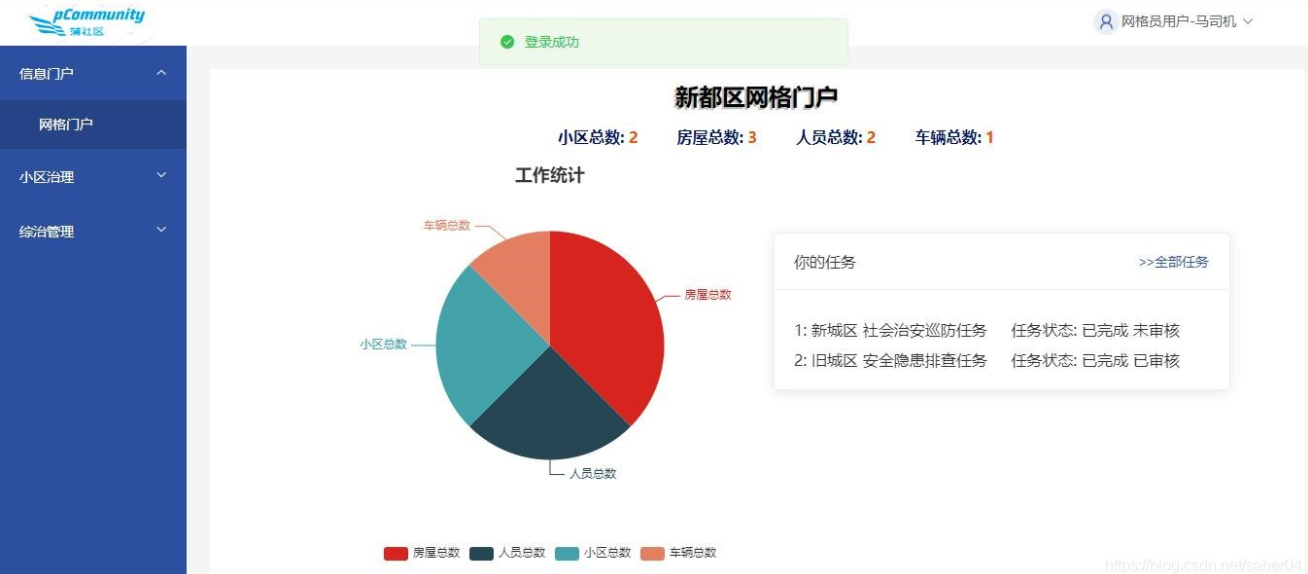 pCommunity
蒲社区
网格员用户-马司机
登录成功
信息门户
网格门户
小区治理
综治管理
新都区网格门户
小区总数: 2 房屋总数: 3 人员总数: 2 车辆总数: 1
工作统计
车辆总数
房屋总数
小区总数
人员总数
你的任务 >>全部任务
1: 新城区 社会治安巡防任务 任务状态: 已完成 未审核
2: 旧城区 安全隐患排查任务 任务状态: 已完成 已审核
房屋总数 人员总数 小区总数 车辆总数
https://blog.csdn.net/saber04